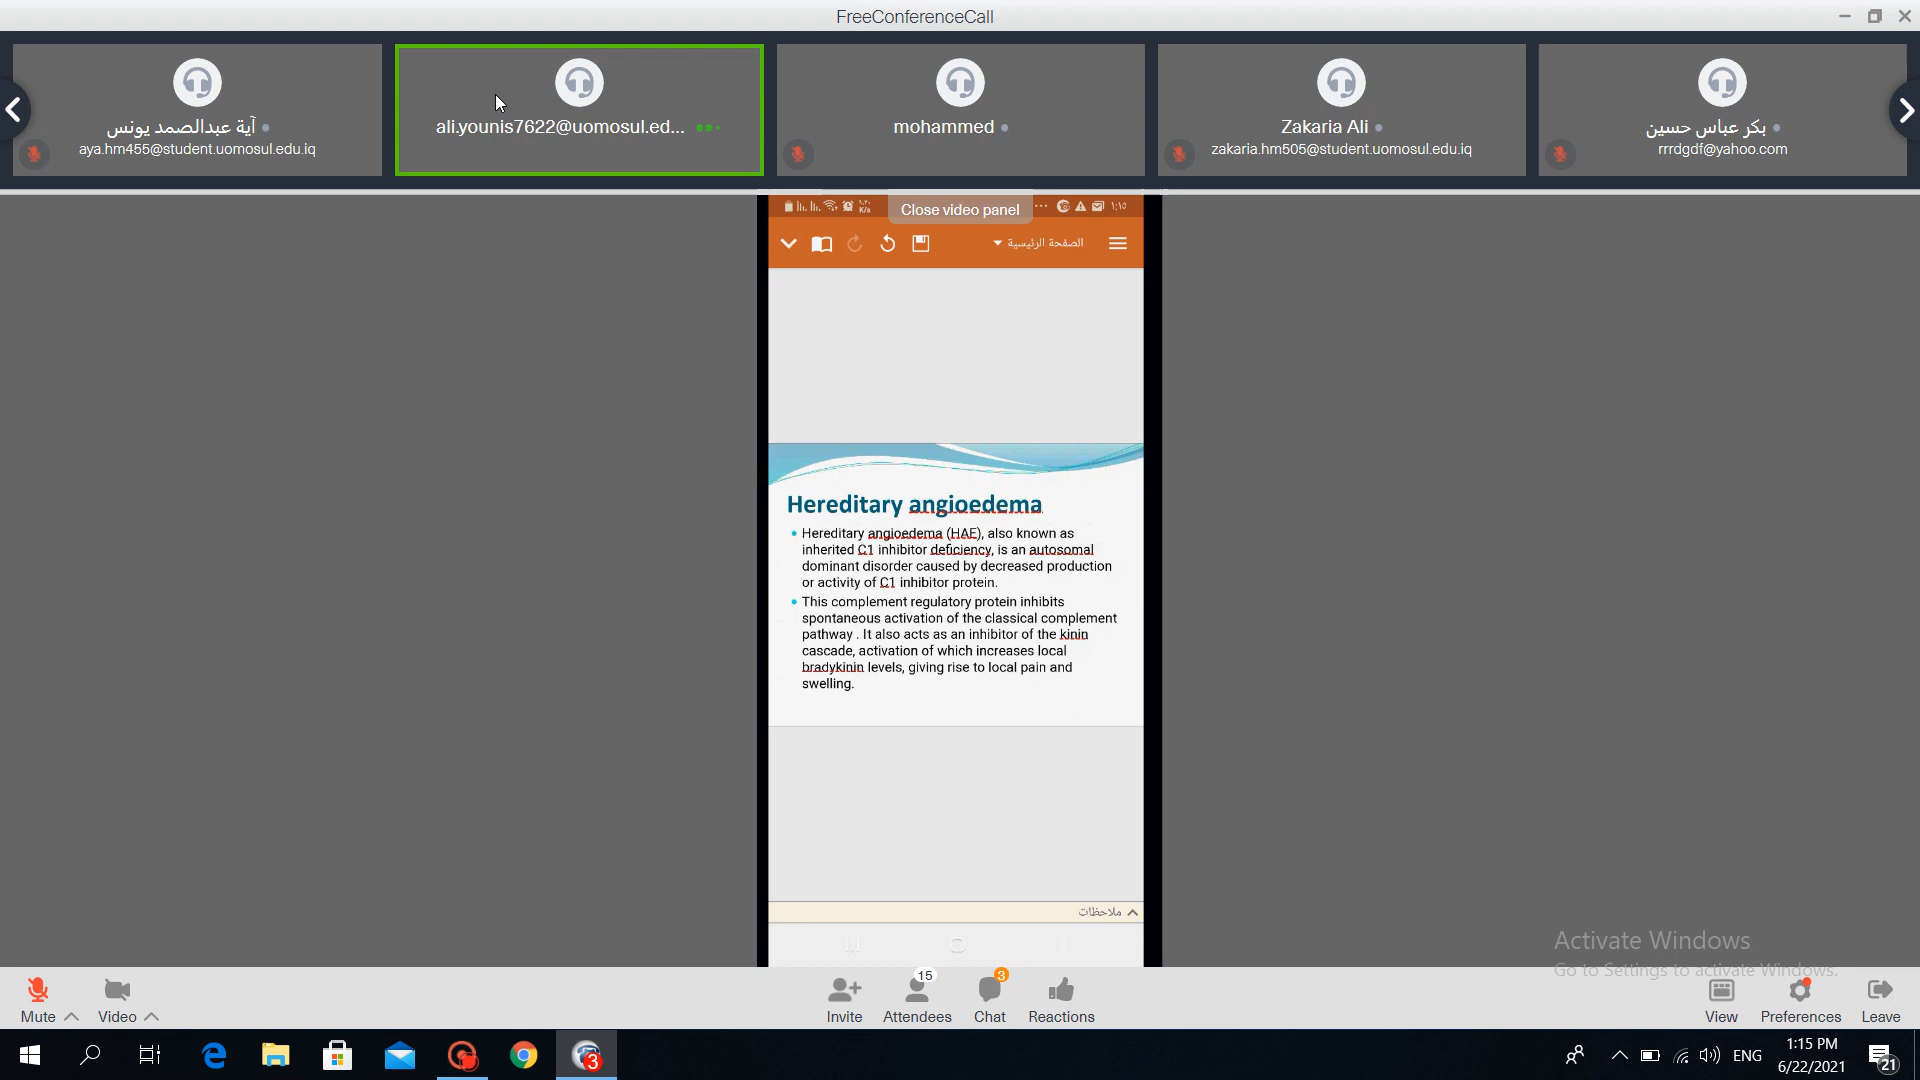 FreeConferenceCall
آية عبدالصمد يونس
aya.hm455@student.uomosul.edu.iq
ali.younis7622@uomosul.ed...
mohammed
Zakaria Ali
zakaria.hm505@student.uomosul.edu.iq
بكر عباس حسين
rrrdgdf@yahoo.com
K/s
Close video panel
١:١٥
الصفحة الرئيسية
Hereditary angioedema
Hereditary angioedema (HAE), also known as
inherited C1 inhibitor deficiency, is an autosomal
dominant disorder caused by decreased production
or activity of C1 inhibitor protein.
This complement regulatory protein inhibits
spontaneous activation of the classical complement
pathway . It also acts as an inhibitor of the kinin
cascade, activation of which increases local
bradykinin levels, giving rise to local pain and
swelling.
ملاحظات
Activate Windows
Go to Settings to activate Windows.
15
3
Mute
Video
Invite
Attendees
Chat
Reactions
View
Preferences
Leave
3
ENG
1:15 PM
6/22/2021
21